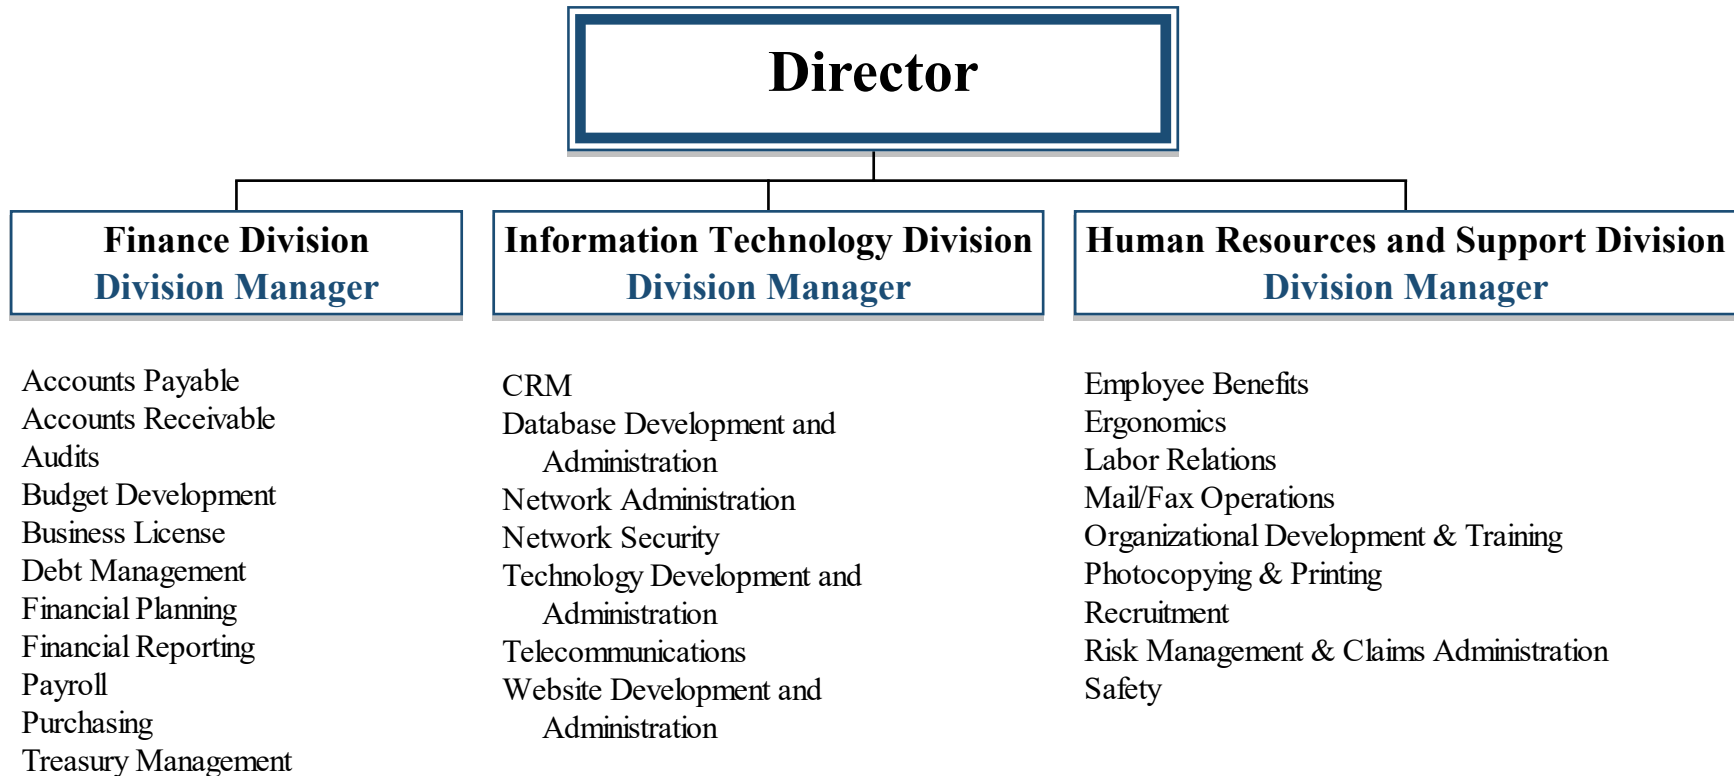 Director
Finance Division
Division Manager
Information Technology Division
Division Manager
Human Resources and Support Division
Division Manager
Accounts Payable
Accounts Receivable
Audits
Budget Development
Business License
Debt Management
Financial Planning
Financial Reporting
Payroll
Purchasing
Treasury Management
CRM
Database Development and
Administration
Network Administration
Network Security
Technology Development and
Administration
Telecommunications
Website Development and
Administration
Employee Benefits
Ergonomics
Labor Relations
Mail/Fax Operations
Organizational Development & Training
Photocopying & Printing
Recruitment
Risk Management & Claims Administration
Safety